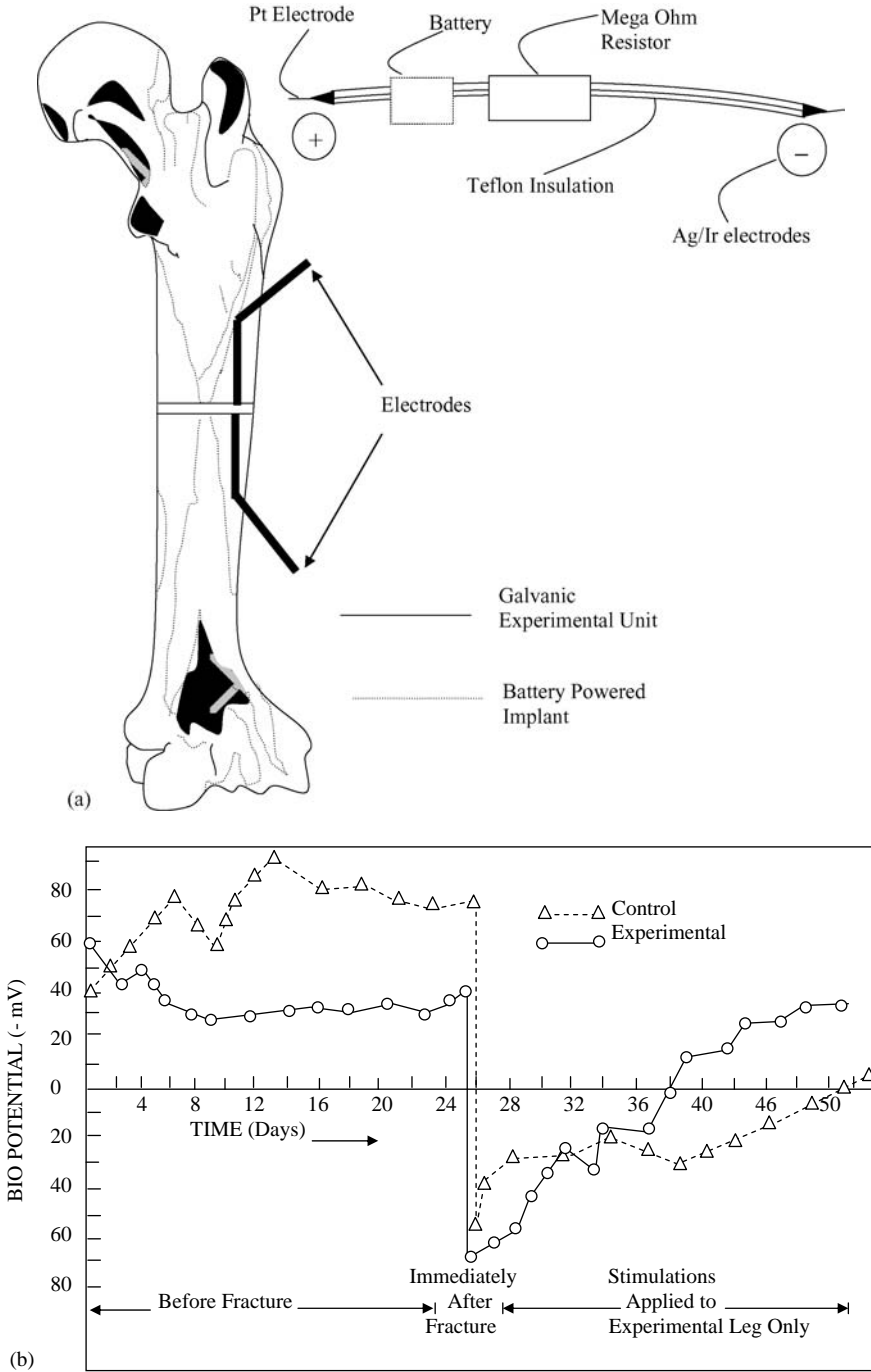 Pt Electrode
Battery
Mega Ohm
Resistor
+
−
Teflon Insulation
Ag/Ir electrodes
Electrodes
Galvanic
Experimental Unit
Battery Powered
Implant
(a)
80
60
40
20
0
20
40
60
80
BIO POTENTIAL (- mV)
Control
Experimental
4 8 12 16 20 24 28 32 36 40 46 50
TIME (Days)
Before Fracture
Immediately
After
Fracture
Stimulations
Applied to
Experimental Leg Only
(b)